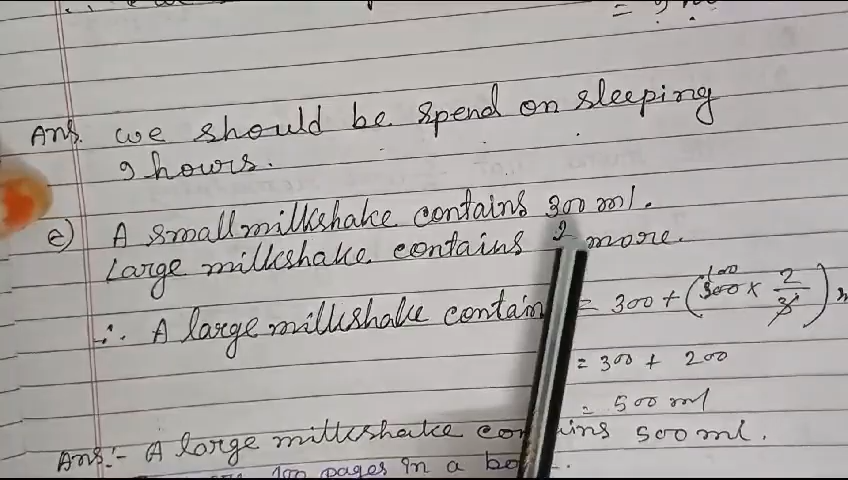 Ans. we should be spend on sleeping
9 hours.
e) A small milkshake contains 300 ml.
Large milkshake contains 2 more.
∴ A large milkshake contain = 300 + (300 100 × 2/3)
= 300 + 200
= 500 ml
Ans:- A large milkshake contains 500 ml.
100 pages in a